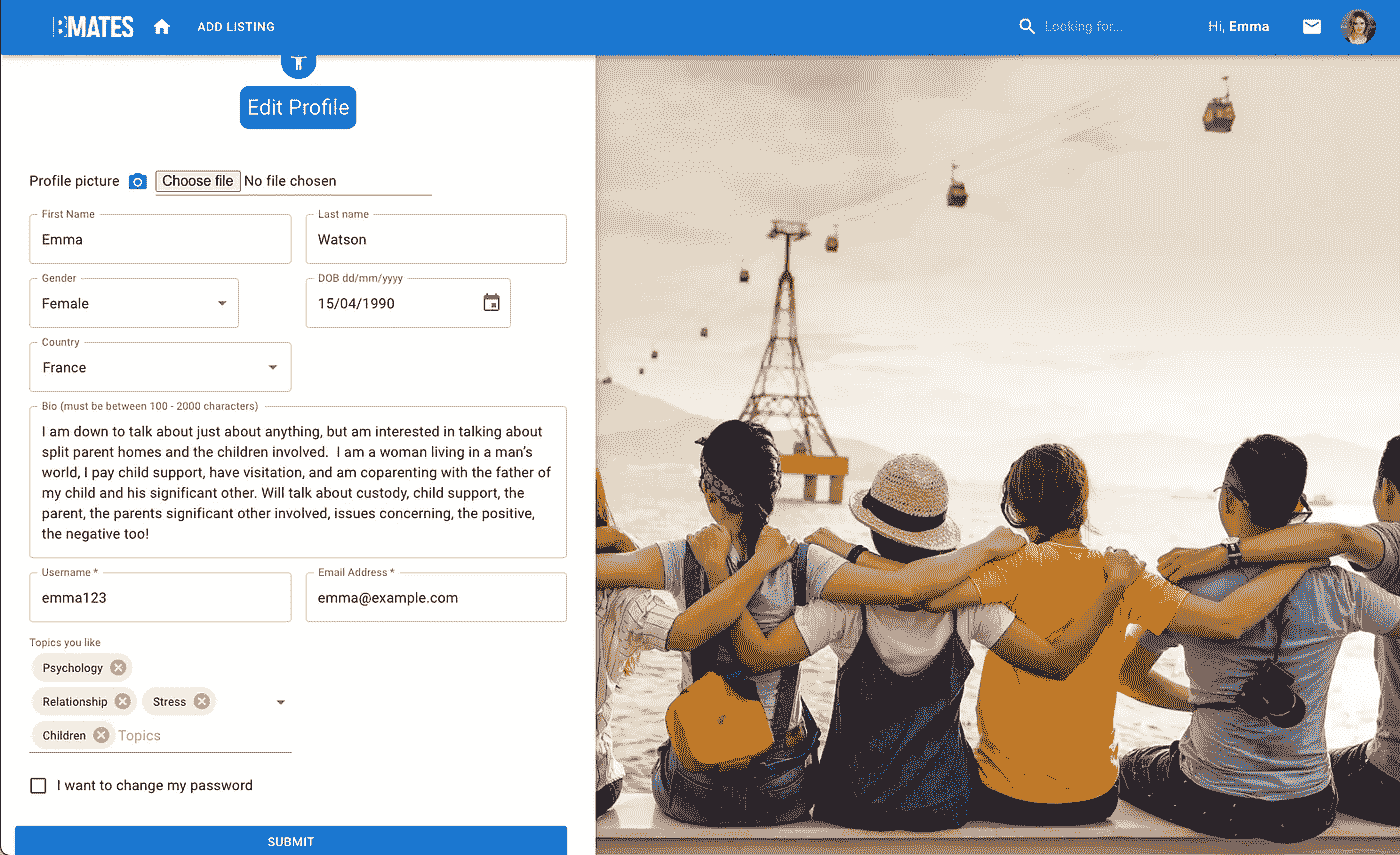 BMATES
ADD LISTING
Looking for...
Hi, Emma
Edit Profile
Profile picture
Choose file No file chosen
First Name
Emma
Last name
Watson
Gender
Female
DOB dd/mm/yyyy
15/04/1990
Country
France
Bio (must be between 100 - 2000 characters)
I am down to talk about just about anything, but am interested in talking about
split parent homes and the children involved.  I am a woman living in a man’s
world, I pay child support, have visitation, and am coparenting with the father of
my child and his significant other. Will talk about custody, child support, the
parent, the parents significant other involved, issues concerning, the positive,
the negative too!
Username *
emma123
Email Address *
emma@example.com
Topics you like
Psychology
Relationship
Stress
Children
Topics
I want to change my password
SUBMIT